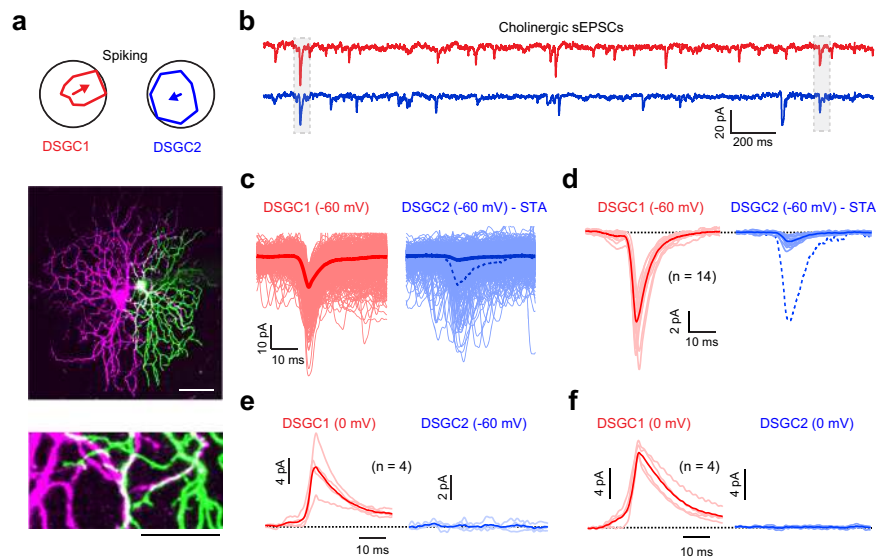 a
Spiking
DSGC1
DSGC2
b
Cholinergic sEPSCs
20 pA
200 ms
c
DSGC1 (-60 mV)
DSGC2 (-60 mV) - STA
10 pA
10 ms
d
DSGC1 (-60 mV)
DSGC2 (-60 mV) - STA
(n = 14)
2 pA
10 ms
e
DSGC1 (0 mV)
DSGC2 (-60 mV)
4 pA
(n = 4)
2 pA
10 ms
f
DSGC1 (0 mV)
DSGC2 (0 mV)
4 pA
(n = 4)
4 pA
10 ms